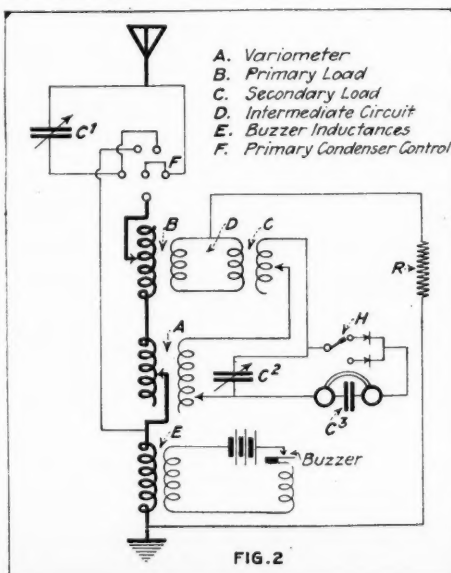 A. Variometer
B. Primary Load
C. Secondary Load
D. Intermediate Circuit
E. Buzzer Inductances
F. Primary Condenser Control
C1
F
B
D
C
R
A
H
C2
C3
E
Buzzer
FIG.2